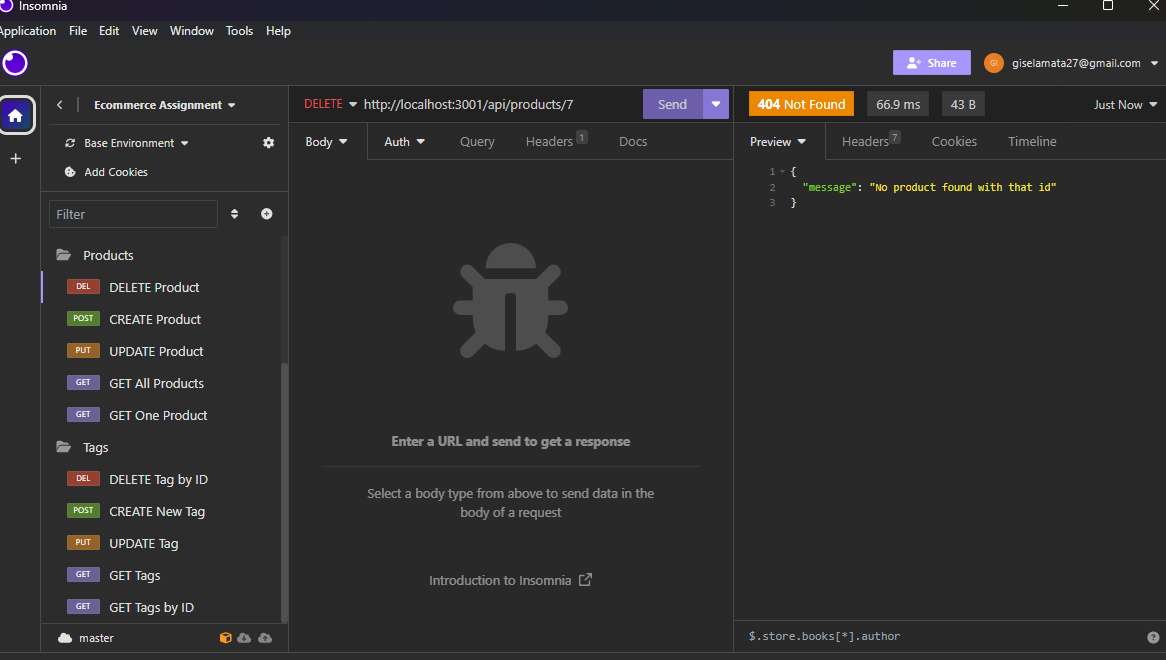 Insomnia
Application File Edit View Window Tools Help
Share GI giselamata27@gmail.com
Ecommerce Assignment
Base Environment
Add Cookies
Filter
Products
DEL DELETE Product
POST CREATE Product
PUT UPDATE Product
GET GET All Products
GET GET One Product
Tags
DEL DELETE Tag by ID
POST CREATE New Tag
PUT UPDATE Tag
GET GET Tags
GET GET Tags by ID
master
DELETE http://localhost:3001/api/products/7 Send
Body Auth Query Headers 1 Docs
Enter a URL and send to get a response
Select a body type from above to send data in the
body of a request
Introduction to Insomnia
404 Not Found 66.9 ms 43 B Just Now
Preview Headers 7 Cookies Timeline
1 {
2 "message": "No product found with that id"
3 }
$.store.books[*].author ?